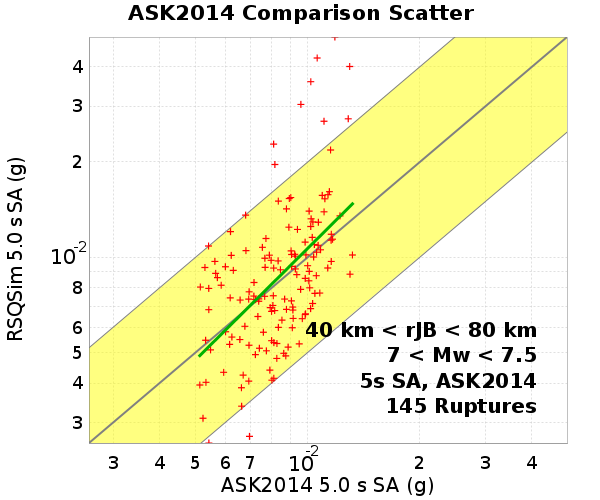 ASK2014 Comparison Scatter
RSQSim 5.0 s SA (g)
4
3
2
10-2
8
6
5
4
3
40 km < rJB < 80 km
7 < Mw < 7.5
5s SA, ASK2014
145 Ruptures
3 4 5 6 7 10-2 2 3 4
ASK2014 5.0 s SA (g)